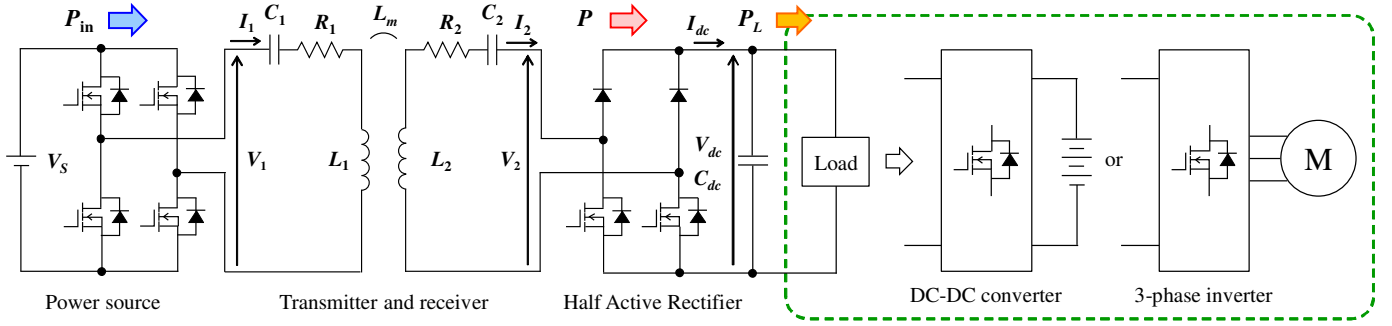 P_in
I_1
C_1
R_1
L_m
R_2
C_2
I_2
P
I_dc
P_L
V_S
V_1
L_1
L_2
V_2
V_dc
C_dc
Load
or
M
Power source
Transmitter and receiver
Half Active Rectifier
DC-DC converter
3-phase inverter